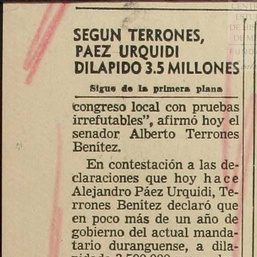 SEGUN TERRONES,
PAEZ URQUIDI
DILAPIDO 3.5 MILLONES
Sigue de la primera plana
congreso local con pruebas
irrefutables”, afirmó hoy el
senador Alberto Terrones
Benítez.
En contestación a las de-
claraciones que hoy hace
Alejandro Páez Urquidi, Te-
rrones Benítez declaró que
en poco más de un año de
gobierno del actual manda-
tario duranguense, a dila-